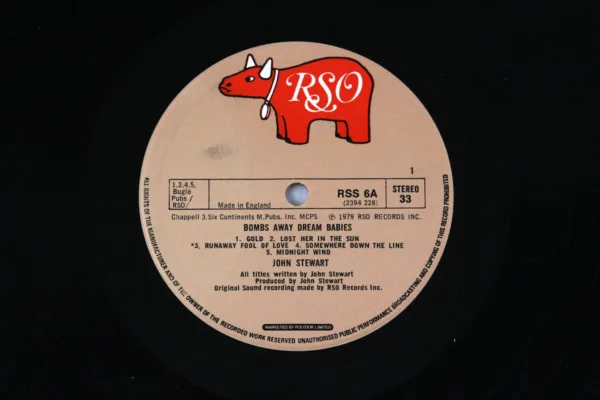 RSO
1
1,2,4,5,
Bugle
Pubs /
RSO/
Made in England
RSS 6A
(2394 228)
STEREO
33
Chappell 3.Six Continents M.Pubs. Inc. MCPS
℗ 1979 RSO RECORDS INC.
BOMBS AWAY DREAM BABIES
1. GOLD 2. LOST HER IN THE SUN
*3. RUNAWAY FOOL OF LOVE 4. SOMEWHERE DOWN THE LINE
5. MIDNIGHT WIND
JOHN STEWART
All titles written by John Stewart
Produced by John Stewart
Original Sound recording made by RSO Records Inc.
MARKETED BY POLYDOR LIMITED
ALL RIGHTS OF THE MANUFACTURER AND OF THE OWNER OF THE RECORDED WORK RESERVED UNAUTHORISED PUBLIC PERFORMANCE BROADCASTING AND COPYING OF THIS RECORD PROHIBITED